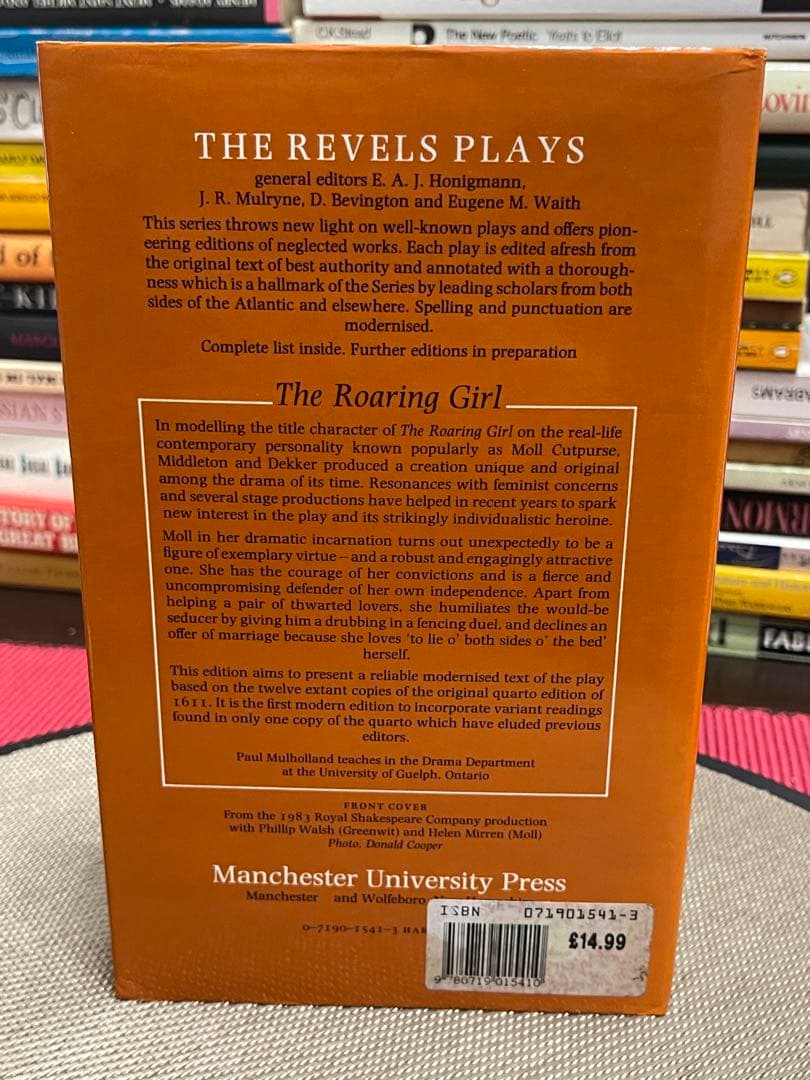 C.K. Stead The New Poetic Yeats to Eliot
THE REVELS PLAYS
general editors E. A. J. Honigmann,
J. R. Mulryne, D. Bevington and Eugene M. Waith
This series throws new light on well-known plays and offers pion-
eering editions of neglected works. Each play is edited afresh from
the original text of best authority and annotated with a thorough-
ness which is a hallmark of the Series by leading scholars from both
sides of the Atlantic and elsewhere. Spelling and punctuation are
modernised.
Complete list inside. Further editions in preparation
The Roaring Girl
In modelling the title character of The Roaring Girl on the real-life
contemporary personality known popularly as Moll Cutpurse,
Middleton and Dekker produced a creation unique and original
among the drama of its time. Resonances with feminist concerns
and several stage productions have helped in recent years to spark
new interest in the play and its strikingly individualistic heroine.
Moll in her dramatic incarnation turns out unexpectedly to be a
figure of exemplary virtue – and a robust and engagingly attractive
one. She has the courage of her convictions and is a fierce and
uncompromising defender of her own independence. Apart from
helping a pair of thwarted lovers, she humiliates the would-be
seducer by giving him a drubbing in a fencing duel, and declines an
offer of marriage because she loves 'to lie o' both sides o' the bed'
herself.
This edition aims to present a reliable modernised text of the play
based on the twelve extant copies of the original quarto edition of
1611. It is the first modern edition to incorporate variant readings
found in only one copy of the quarto which have eluded previous
editors.
Paul Mulholland teaches in the Drama Department
at the University of Guelph, Ontario
FRONT COVER
From the 1983 Royal Shakespeare Company production
with Phillip Walsh (Greenwit) and Helen Mirren (Moll)
Photo. Donald Cooper
Manchester University Press
Manchester and Wolfeboro
0-7190-1541-3 HAR
ISBN 071901541-3
£14.99
9 780719 015410